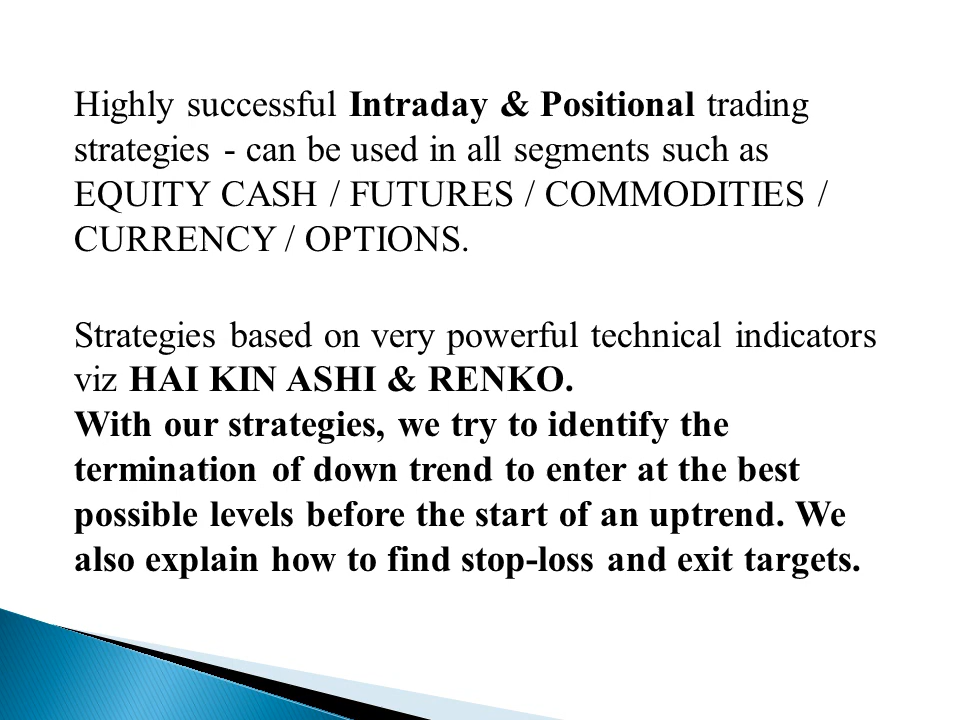 Highly successful Intraday & Positional trading
strategies - can be used in all segments such as
EQUITY CASH / FUTURES / COMMODITIES /
CURRENCY / OPTIONS.
Strategies based on very powerful technical indicators
viz HAI KIN ASHI & RENKO.
With our strategies, we try to identify the
termination of down trend to enter at the best
possible levels before the start of an uptrend. We
also explain how to find stop-loss and exit targets.